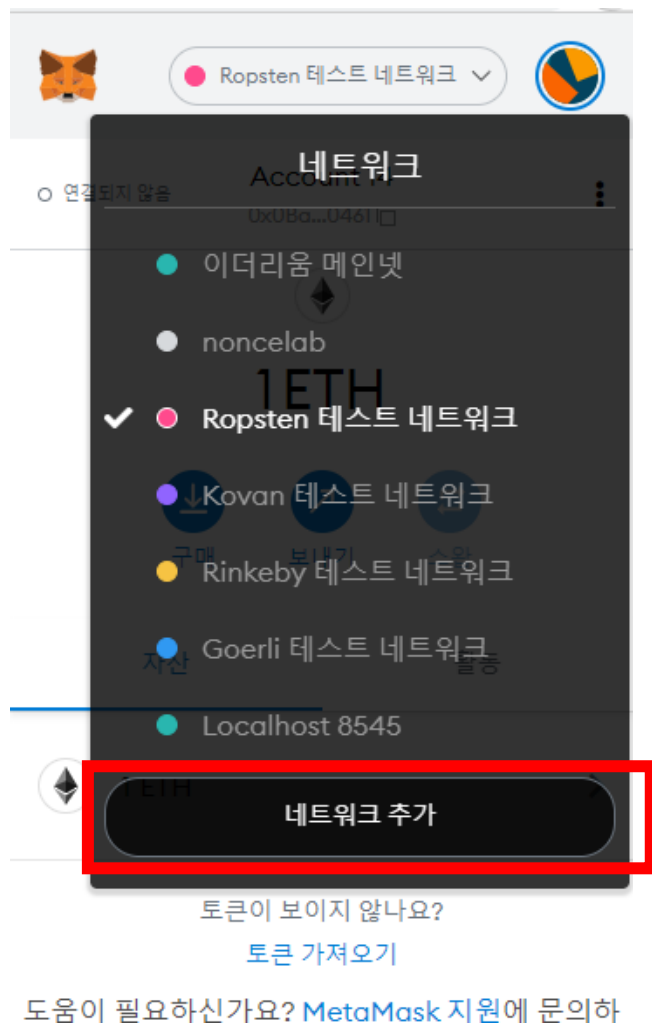 Ropsten 테스트 네트워크
네트워크
연결되지 않음
Account
이더리움 메인넷
noncelab
1 ETH
Ropsten 테스트 네트워크
Kovan 테스트 네트워크
구매 보내기 스왑
Rinkeby 테스트 네트워크
Goerli 테스트 네트워크
자산 활동
Localhost 8545
1 ETH
네트워크 추가
토큰이 보이지 않나요?
토큰 가져오기
도움이 필요하신가요? MetaMask 지원에 문의하